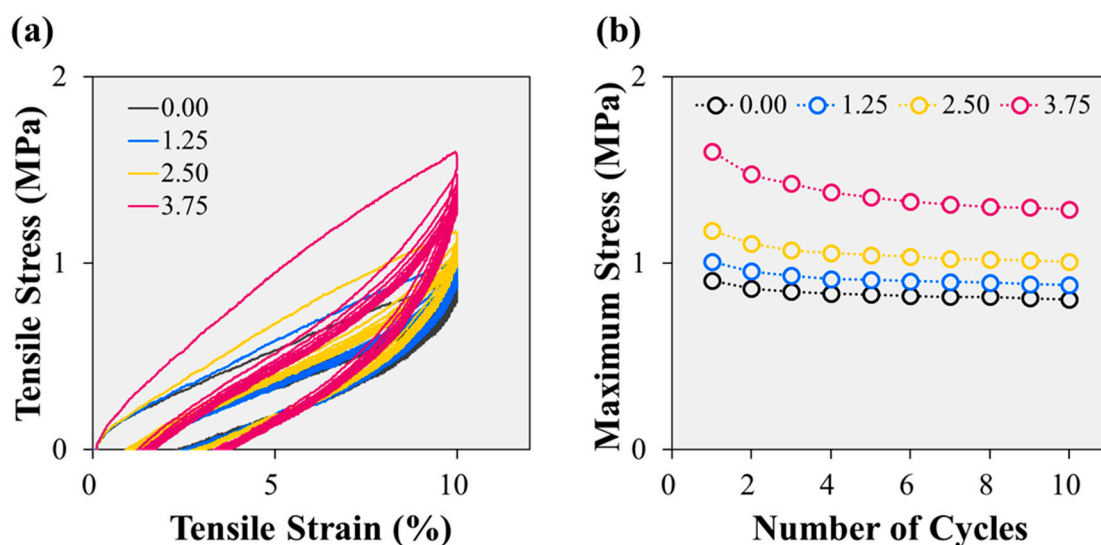 (a)
Tensile Stress (MPa)
2
1
0
0.00
1.25
2.50
3.75
0 5 10
Tensile Strain (%)
(b)
Maximum Stress (MPa)
2
1
0
0.00 1.25 2.50 3.75
0 2 4 6 8 10
Number of Cycles